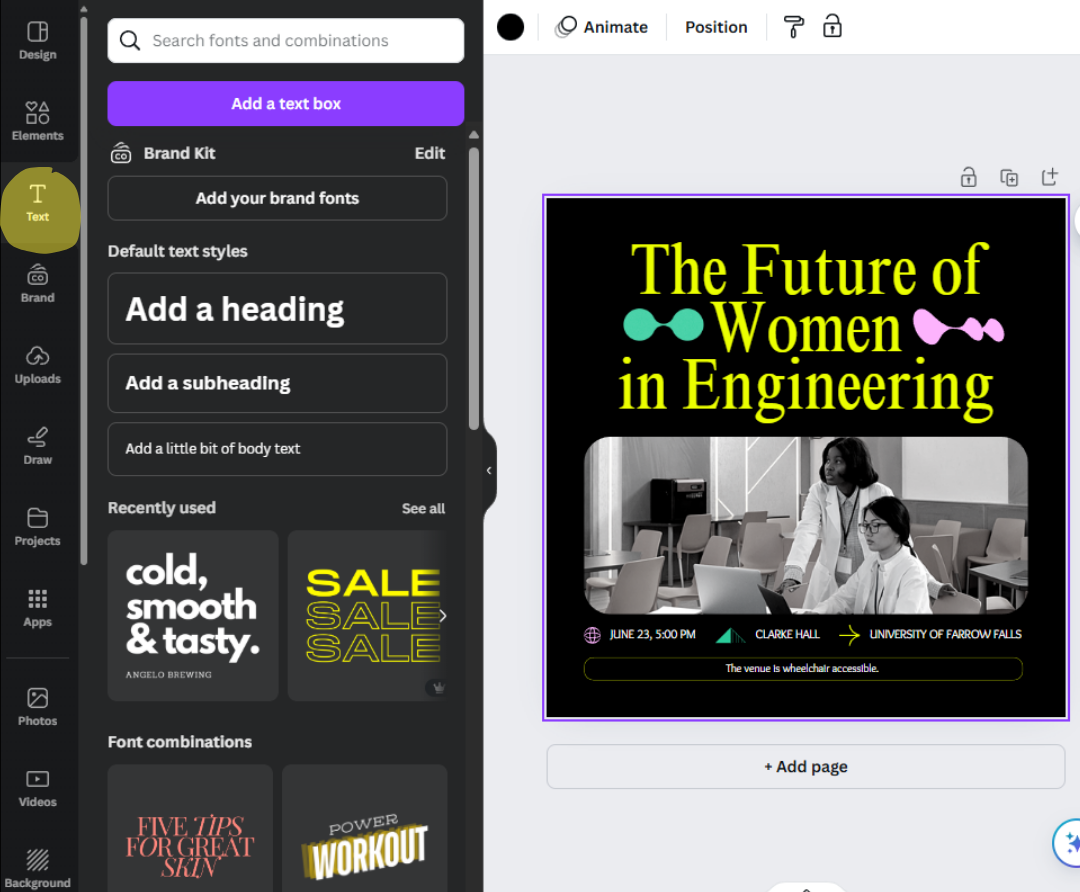 Design
Elements
Text
Brand
Uploads
Draw
Projects
Apps
Photos
Videos
Background
Search fonts and combinations
Add a text box
Brand Kit
Edit
Add your brand fonts
Default text styles
Add a heading
Add a subheading
Add a little bit of body text
Recently used
See all
cold,
smooth
& tasty.
ANGELO BREWING
SALE
SALE
SALE
Font combinations
FIVE TIPS
FOR GREAT
SKIN
POWER
WORKOUT
Animate
Position
The Future of
Women
in Engineering
JUNE 23, 5:00 PM
CLARKE HALL
UNIVERSITY OF FARROW FALLS
The venue is wheelchair accessible.
+ Add page